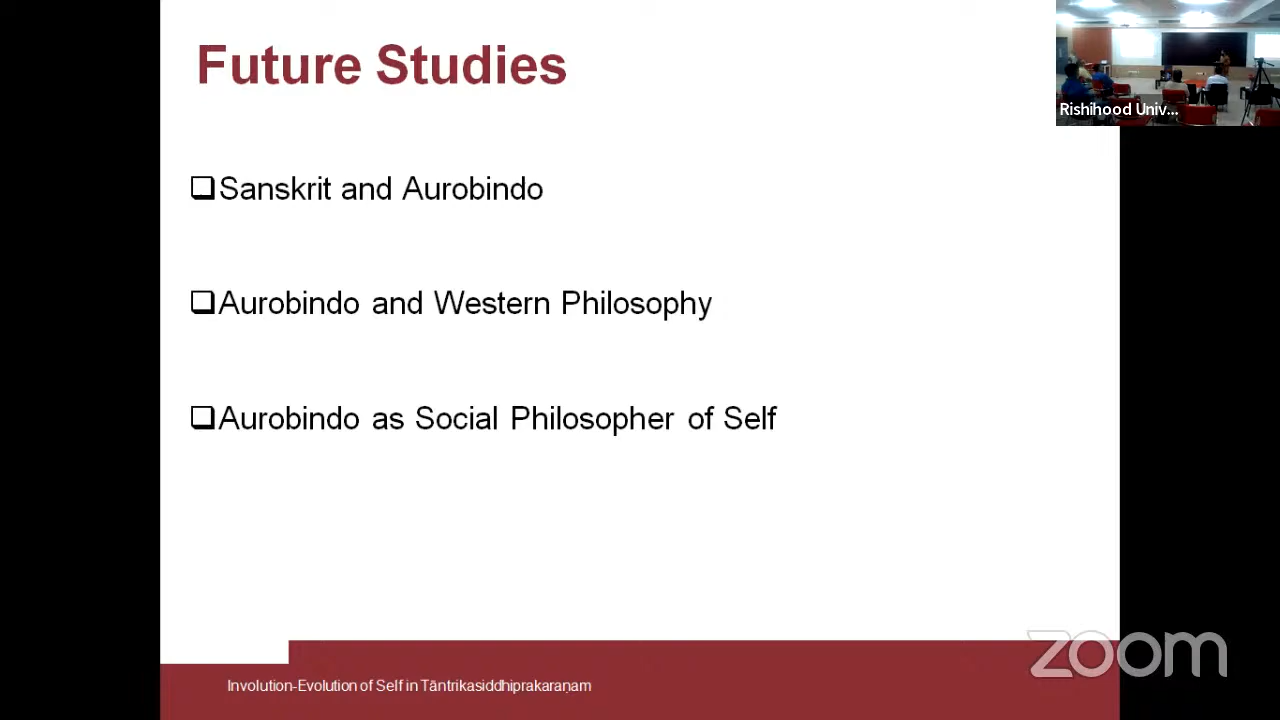 Future Studies
Rishihood Univ...
Sanskrit and Aurobindo
Aurobindo and Western Philosophy
Aurobindo as Social Philosopher of Self
zoom
Involution-Evolution of Self in Tāntrikasiddhiprakaraṇam